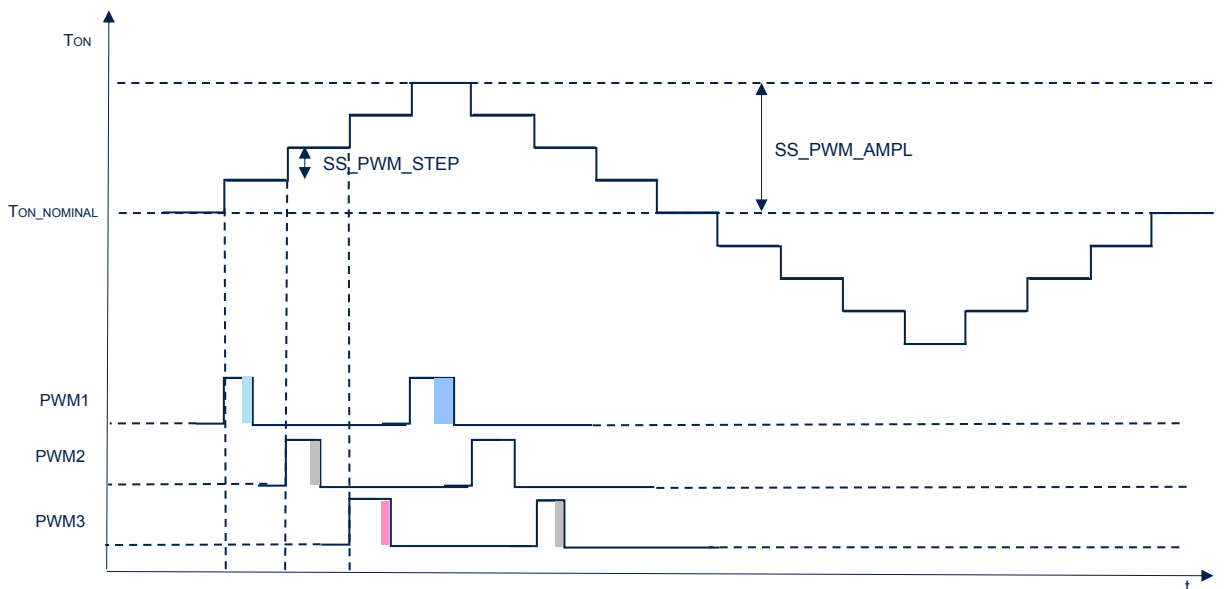 TON
SS_PWM_STEP
SS_PWM_AMPL
TON_NOMINAL
PWM1
PWM2
PWM3
t